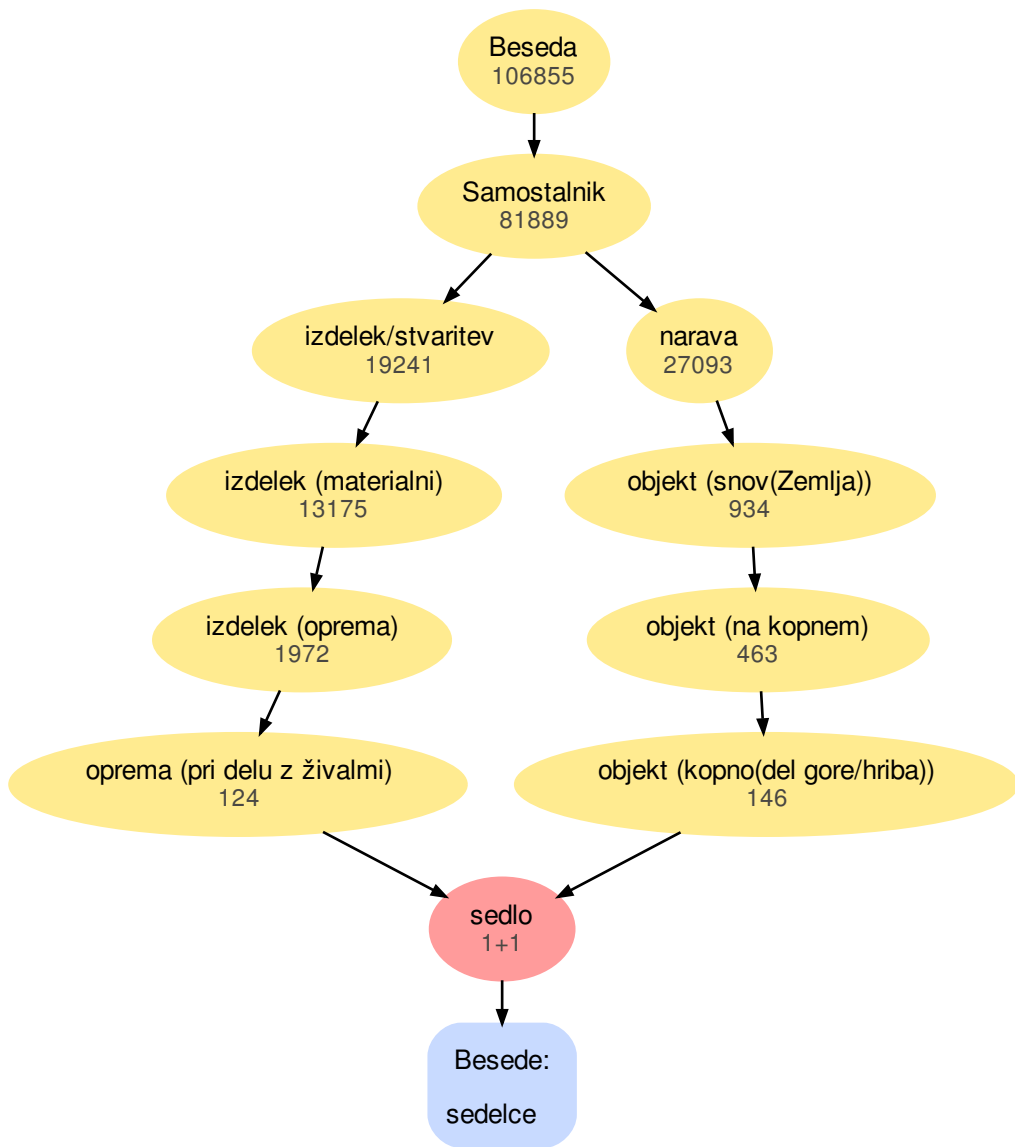 Beseda
106855
Samostalnik
81889
izdelek/stvaritev
19241
narava
27093
izdelek (materialni)
13175
objekt (snov(Zemlja))
934
izdelek (oprema)
1972
objekt (na kopnem)
463
oprema (pri delu z živalmi)
124
objekt (kopno(del gore/hriba))
146
sedlo
1+1
Besede:
sedelce